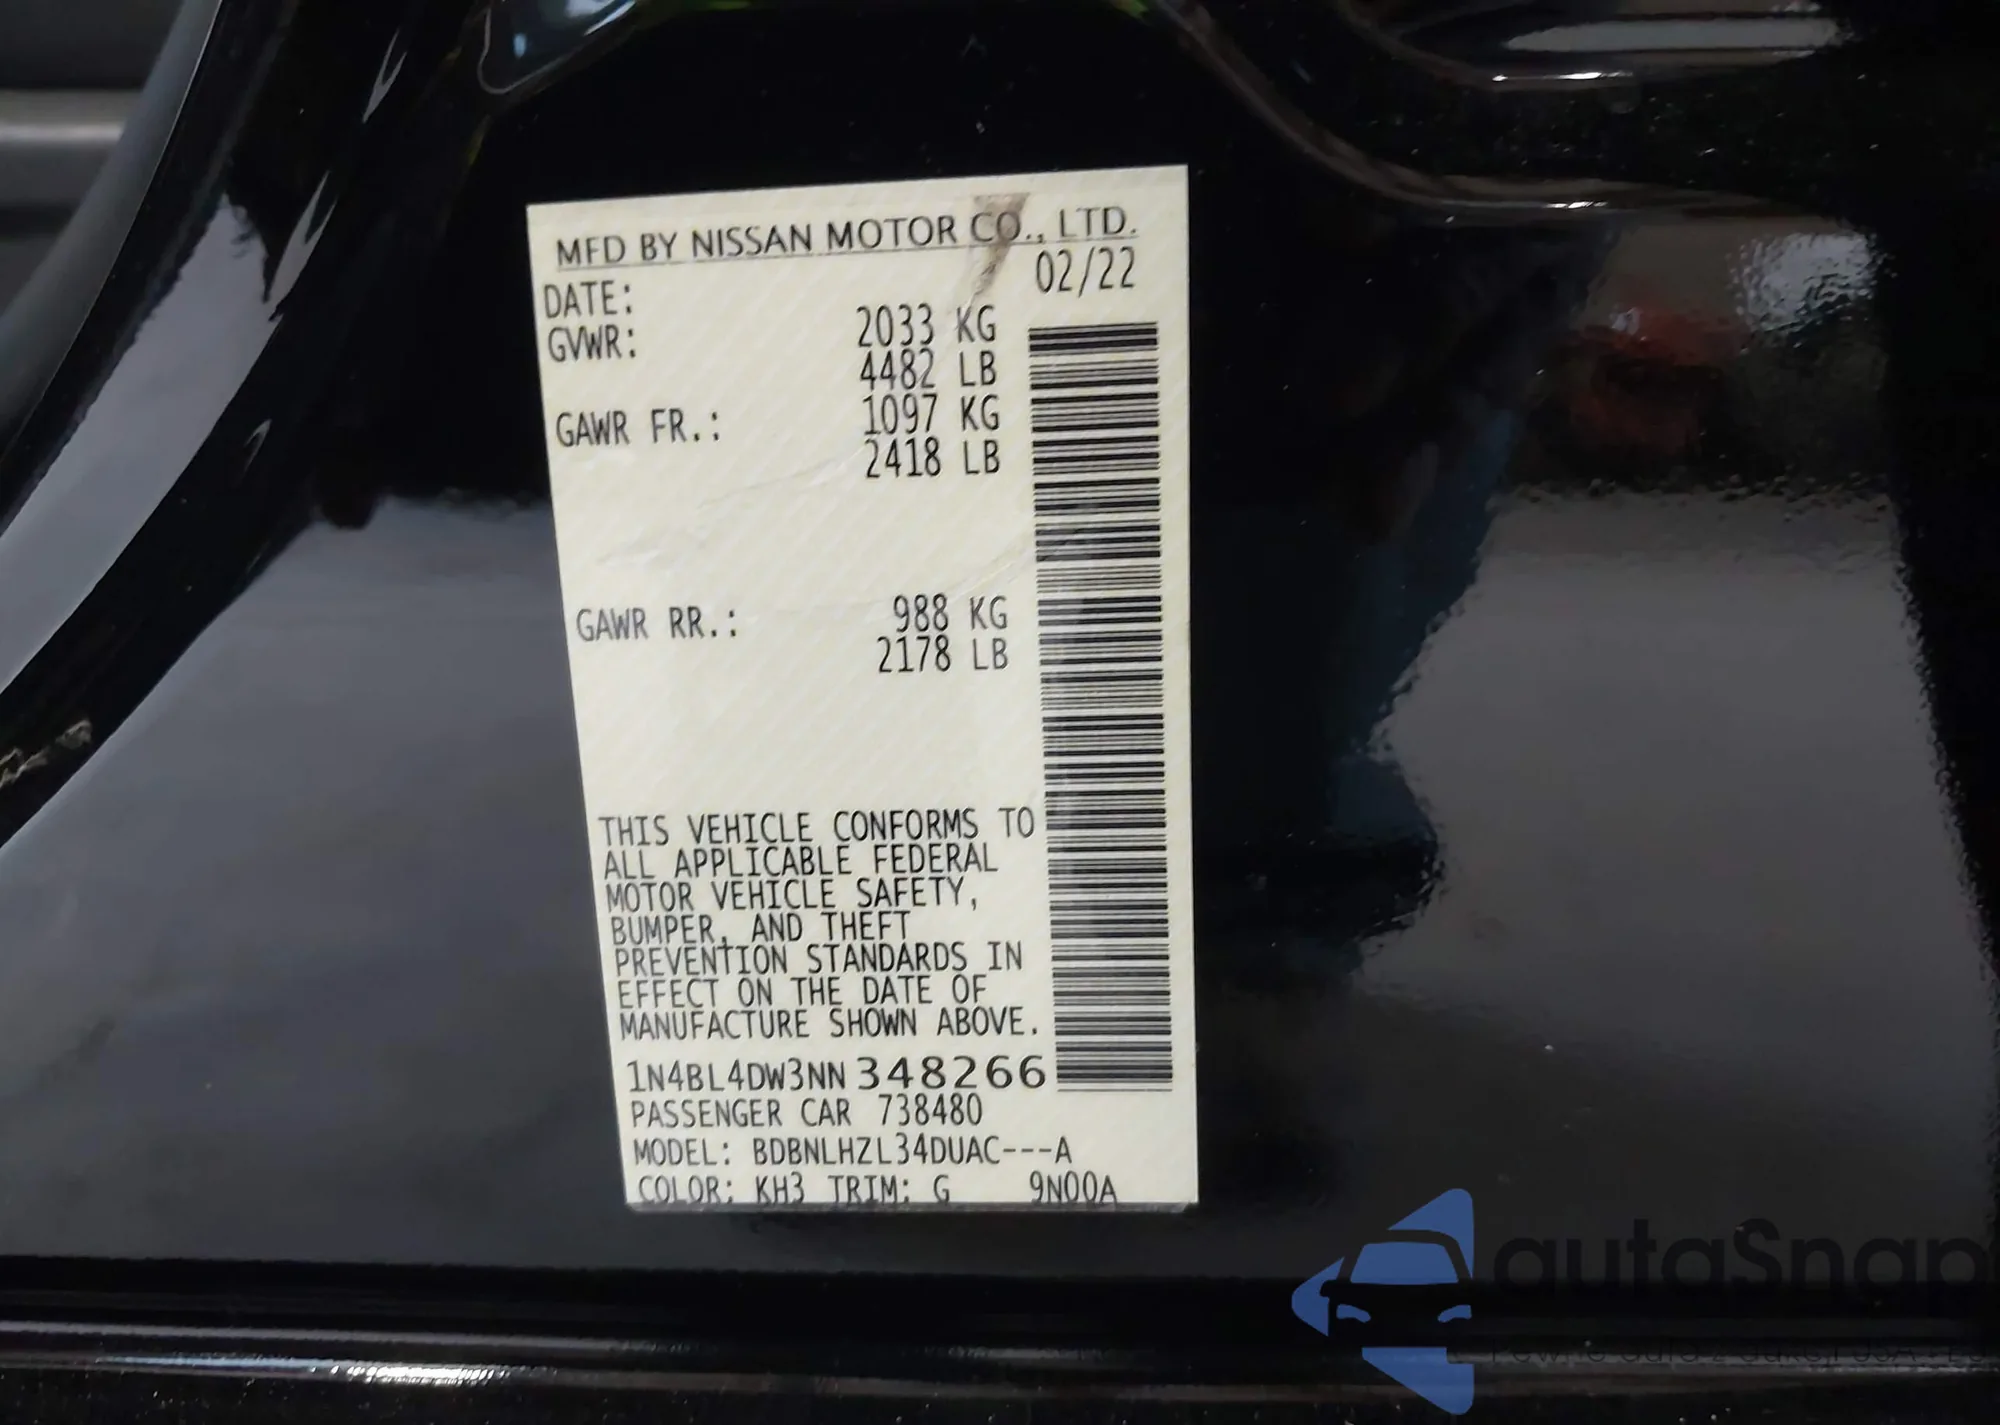 MFD BY NISSAN MOTOR CO., LTD.
DATE: 02/22
GVWR: 2033 KG
4482 LB
GAWR FR.: 1097 KG
2418 LB
GAWR RR.: 988 KG
2178 LB
THIS VEHICLE CONFORMS TO
ALL APPLICABLE FEDERAL
MOTOR VEHICLE SAFETY,
BUMPER, AND THEFT
PREVENTION STANDARDS IN
EFFECT ON THE DATE OF
MANUFACTURE SHOWN ABOVE.
1N4BL4DW3NN348266
PASSENGER CAR 738480
MODEL: BDBNLHZL34DUAC---A
COLOR: KH3 TRIM: G 9N00A
autoSnap